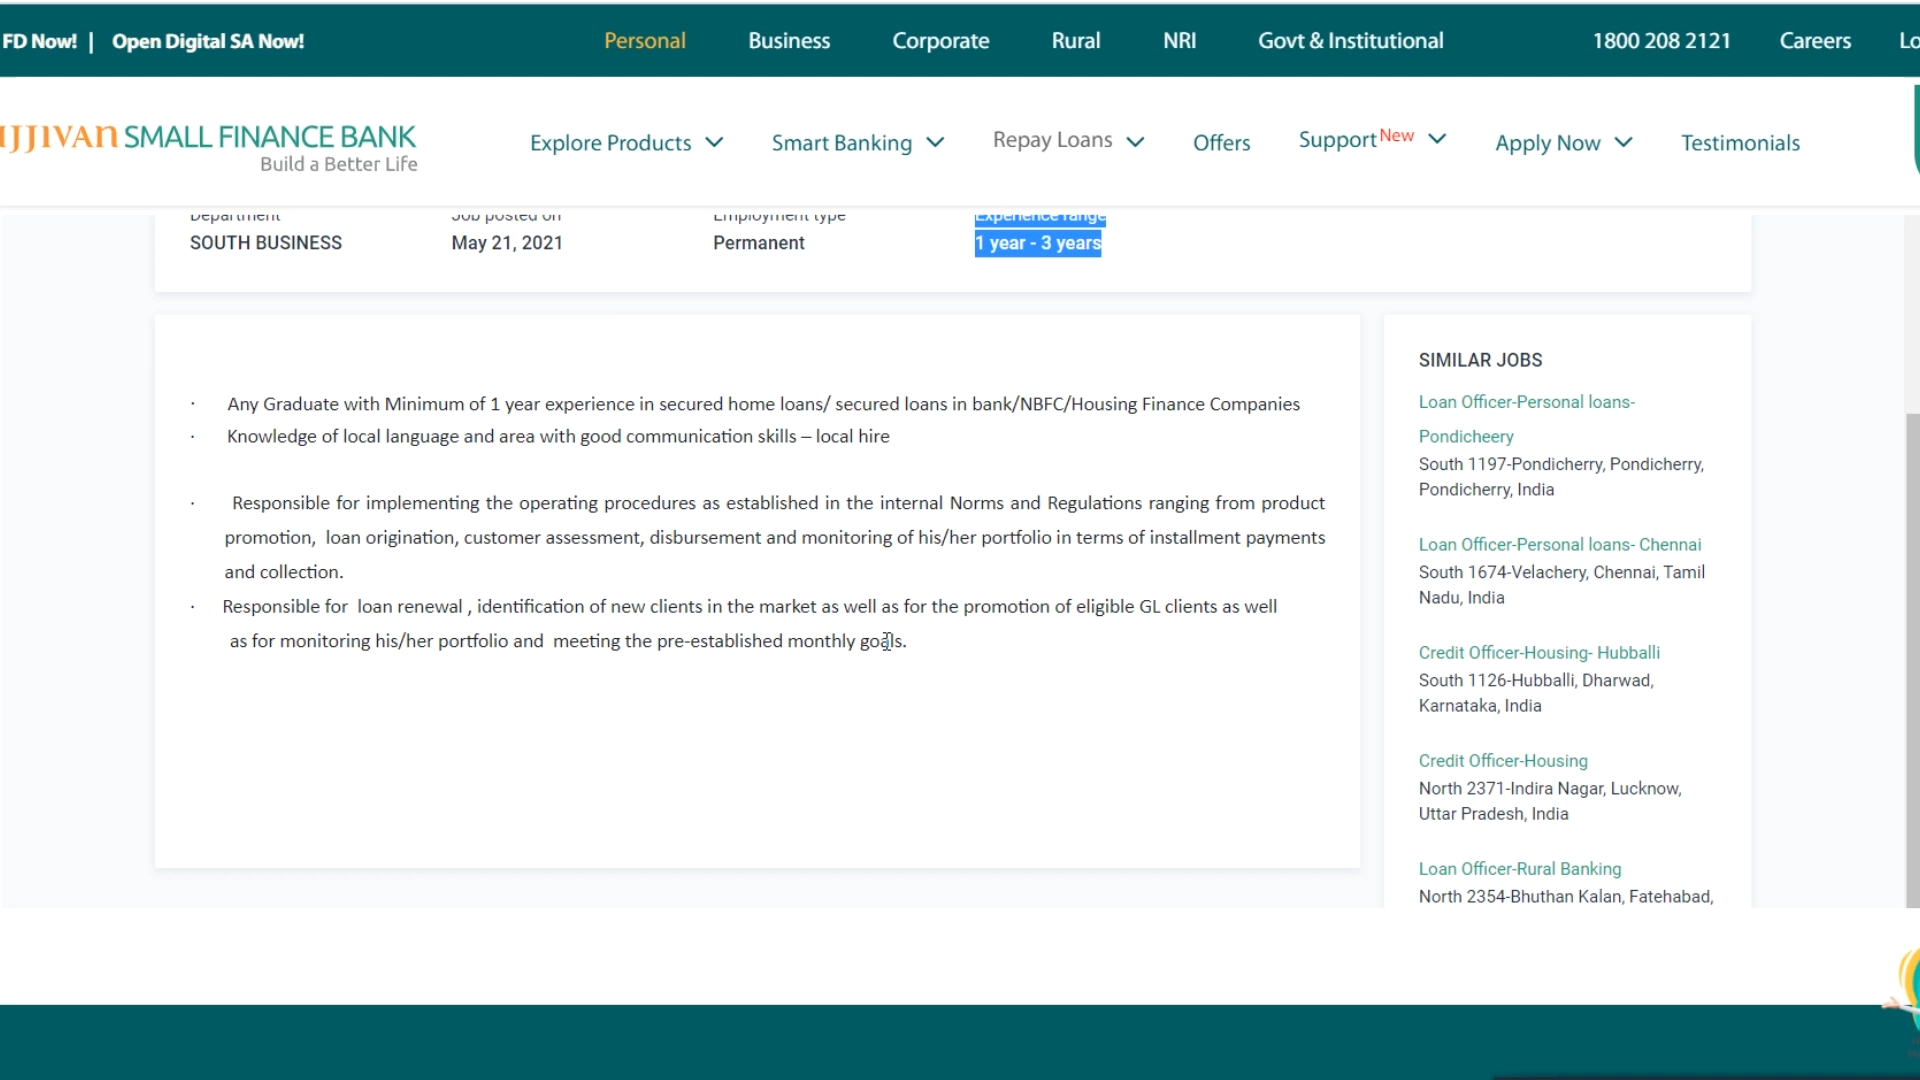 FD Now! | Open Digital SA Now! Personal Business Corporate Rural NRI Govt & Institutional 1800 208 2121 Careers Lo
UJJIVAN SMALL FINANCE BANK
Build a Better Life
Explore Products Smart Banking Repay Loans Offers Support New Apply Now Testimonials
Department Job posted on Employment type Experience range
SOUTH BUSINESS May 21, 2021 Permanent 1 year - 3 years
· Any Graduate with Minimum of 1 year experience in secured home loans/ secured loans in bank/NBFC/Housing Finance Companies
· Knowledge of local language and area with good communication skills – local hire
· Responsible for implementing the operating procedures as established in the internal Norms and Regulations ranging from product
promotion, loan origination, customer assessment, disbursement and monitoring of his/her portfolio in terms of installment payments
and collection.
· Responsible for loan renewal , identification of new clients in the market as well as for the promotion of eligible GL clients as well
as for monitoring his/her portfolio and meeting the pre-established monthly goals.
SIMILAR JOBS
Loan Officer-Personal loans-
Pondicheery
South 1197-Pondicherry, Pondicherry,
Pondicherry, India
Loan Officer-Personal loans- Chennai
South 1674-Velachery, Chennai, Tamil
Nadu, India
Credit Officer-Housing- Hubballi
South 1126-Hubballi, Dharwad,
Karnataka, India
Credit Officer-Housing
North 2371-Indira Nagar, Lucknow,
Uttar Pradesh, India
Loan Officer-Rural Banking
North 2354-Bhuthan Kalan, Fatehabad,